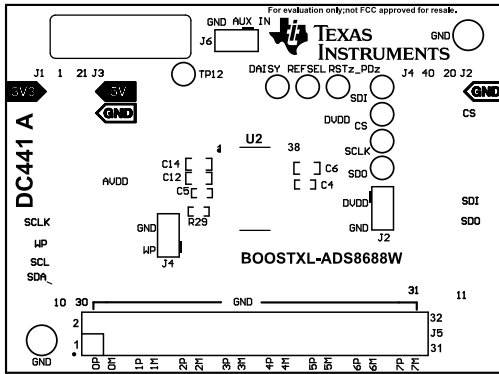 For evaluation only;not FCC approved for resale.
GND AUX IN
J6
TEXAS
INSTRUMENTS
GND
J1 1 21 J3
TP12
DAISY REFSEL RSTz_PDz
J4 40 20 J2
3V3
5V
GND
SDI
GND
CS
DVDD
CS
DC441 A
U2
1
38
SCLK
C14
C12
C5
R29
C6
C4
AVDD
SDO
DVDD
GND
J2
SCLK
WP
SCL
SDA_
GND
WP
J4
SDI
SDO
BOOSTXL-ADS8688W
10 30
GND
31
11
2
1
32
J5
31
GND
0P 0M 1P 1M 2P 2M 3P 3M 4P 4M 5P 5M 6P 6M 7P 7M